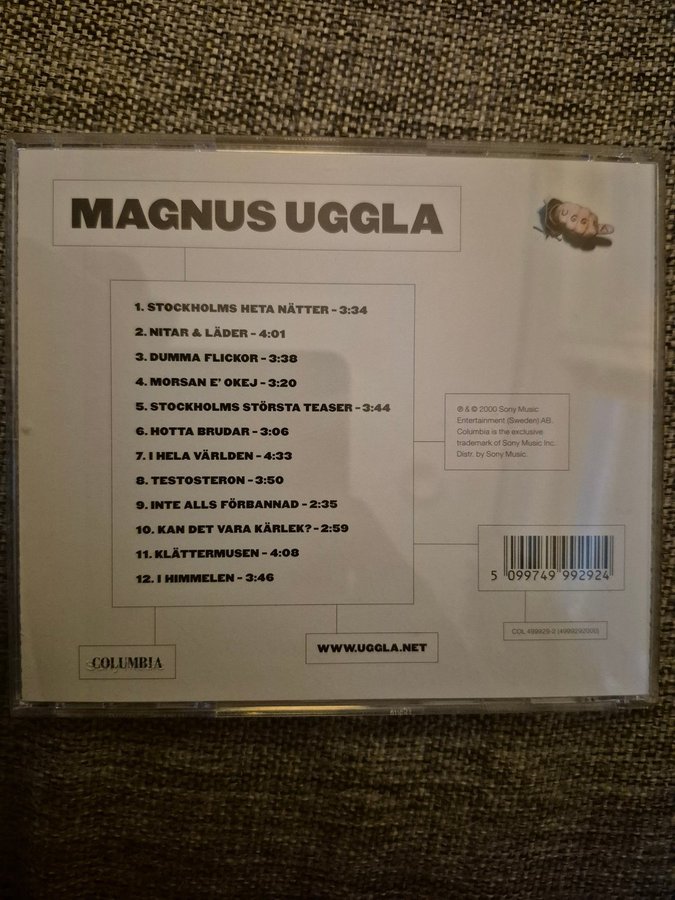 MAGNUS UGGLA
UGGLA
1. STOCKHOLMS HETA NÄTTER - 3:34
2. NITAR & LÄDER - 4:01
3. DUMMA FLICKOR - 3:38
4. MORSAN E' OKEJ - 3:20
5. STOCKHOLMS STÖRSTA TEASER - 3:44
6. HOTTA BRUDAR - 3:06
7. I HELA VÄRLDEN - 4:33
8. TESTOSTERON - 3:50
9. INTE ALLS FÖRBANNAD - 2:35
10. KAN DET VARA KÄRLEK? - 2:59
11. KLÄTTERMUSEN - 4:08
12. I HIMMELEN - 3:46
℗ & © 2000 Sony Music
Entertainment (Sweden) AB.
Columbia is the exclusive
trademark of Sony Music Inc.
Distr. by Sony Music.
5 099749 992924
COL 499929-2 (4999292000)
WWW.UGGLA.NET
COLUMBIA